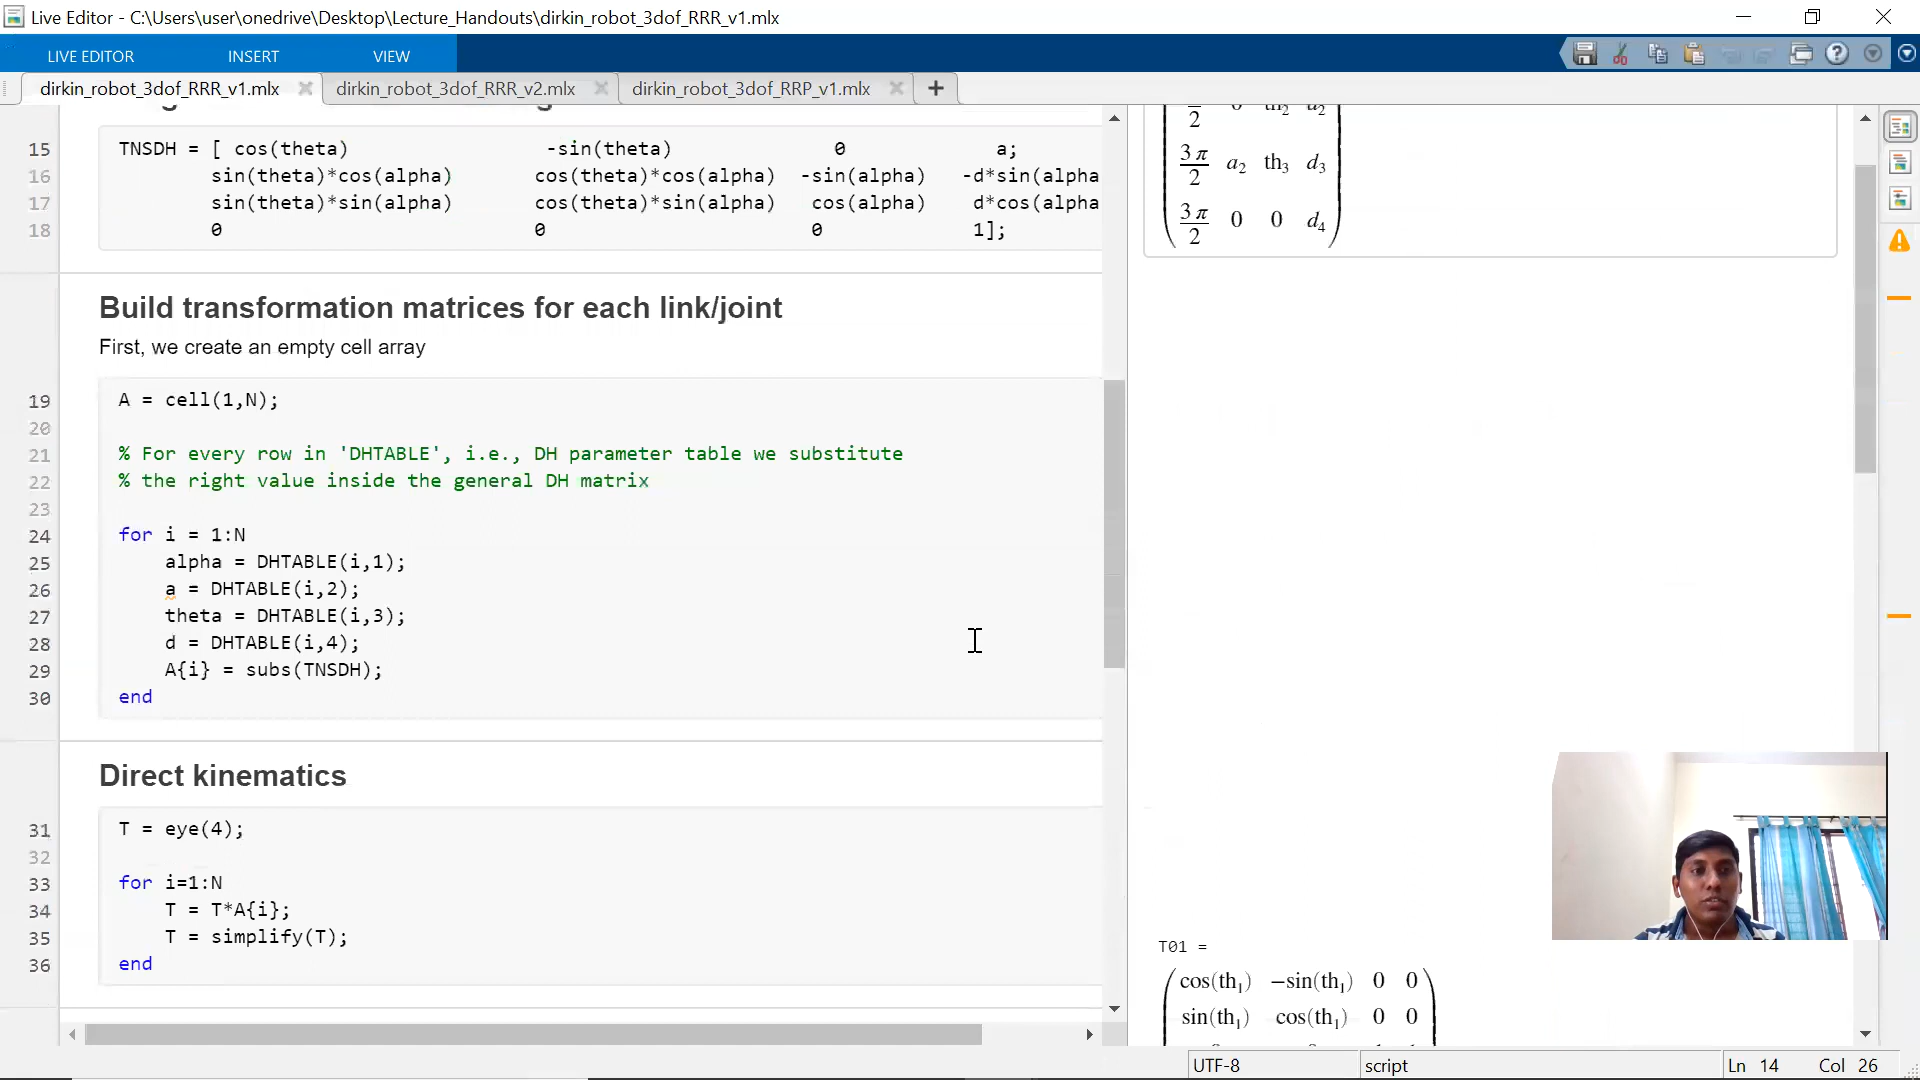 Live Editor - C:\Users\user\onedrive\Desktop\Lecture_Handouts\dirkin_robot_3dof_RRR_v1.mlx
LIVE EDITOR INSERT VIEW
dirkin_robot_3dof_RRR_v1.mlx dirkin_robot_3dof_RRR_v2.mlx dirkin_robot_3dof_RRP_v1.mlx
15 TNSDH = [ cos(theta) -sin(theta) 0 a;
16 sin(theta)*cos(alpha) cos(theta)*cos(alpha) -sin(alpha) -d*sin(alpha
17 sin(theta)*sin(alpha) cos(theta)*sin(alpha) cos(alpha) d*cos(alpha
18 0 0 0 1];
Build transformation matrices for each link/joint
First, we create an empty cell array
19 A = cell(1,N);
20
21 % For every row in 'DHTABLE', i.e., DH parameter table we substitute
22 % the right value inside the general DH matrix
23
24 for i = 1:N
25 alpha = DHTABLE(i,1);
26 a = DHTABLE(i,2);
27 theta = DHTABLE(i,3);
28 d = DHTABLE(i,4);
29 A{i} = subs(TNSDH);
30 end
Direct kinematics
31 T = eye(4);
32
33 for i=1:N
34 T = T*A{i};
35 T = simplify(T);
36 end
2 0 th2
3 π
2 a2 th3 d3
3 π
2 0 0 d4
T01 =
cos(th1) −sin(th1) 0 0
sin(th1) cos(th1) 0 0
UTF-8 script Ln 14 Col 26